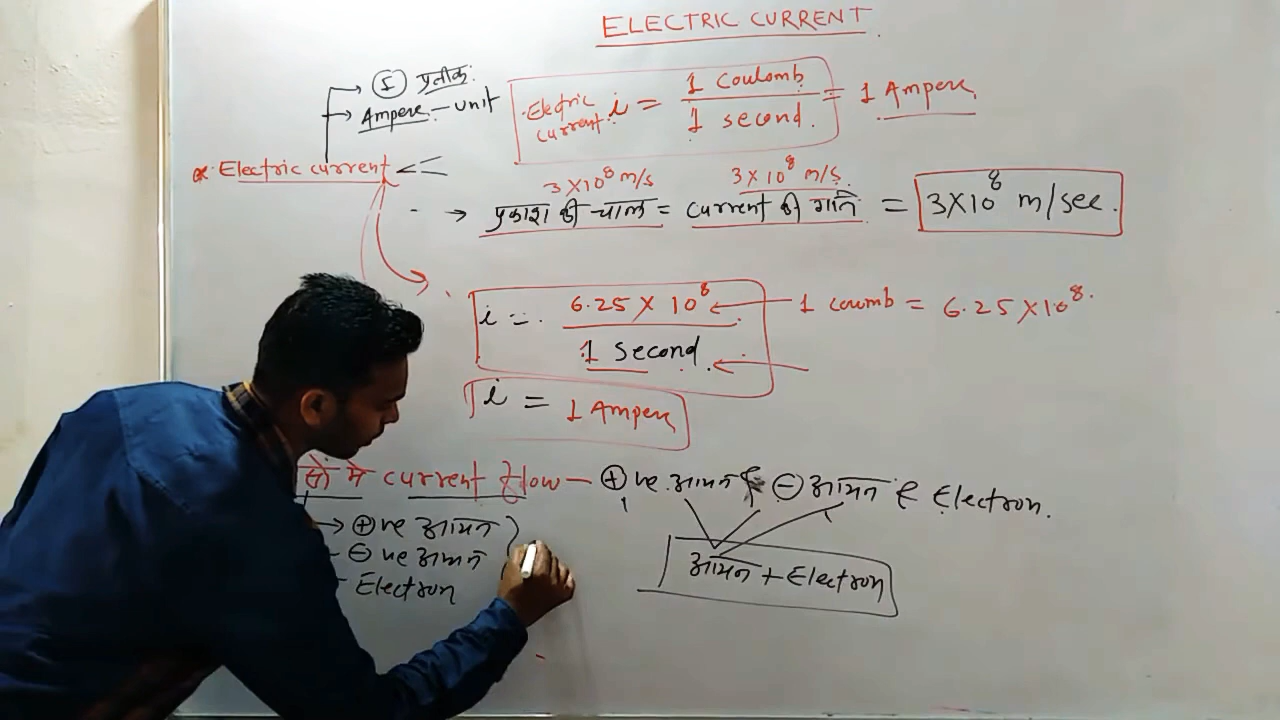 ELECTRIC CURRENT
I प्रतीक
Ampere - unit
Electric current i = 1 Coulomb / 1 second. = 1 Ampere
Electric current
3×10⁸ m/s 3×10⁸ m/s.
→ प्रकाश की चाल = current की गति = 3×10⁸ m/sec.
i = 6.25 × 10⁸ / 1 second ← 1 coumb = 6.25×10⁸.
i = 1 Ampere
में current flow — ⊕ ve आयन ⊖ आयन Electron.
→ ⊕ ve आयन
- ⊖ ve आयन
- Electron
आयन + Electron